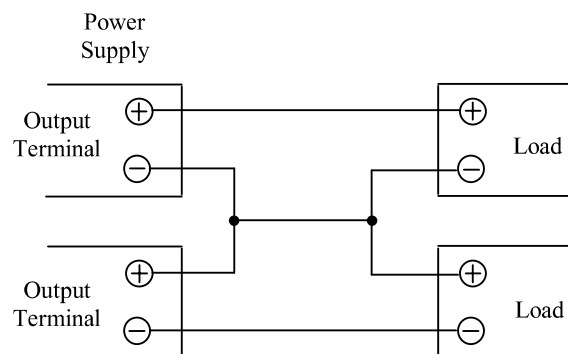 Power
Supply
Output
Terminal
+
−
+
−
Load
Output
Terminal
+
−
+
−
Load